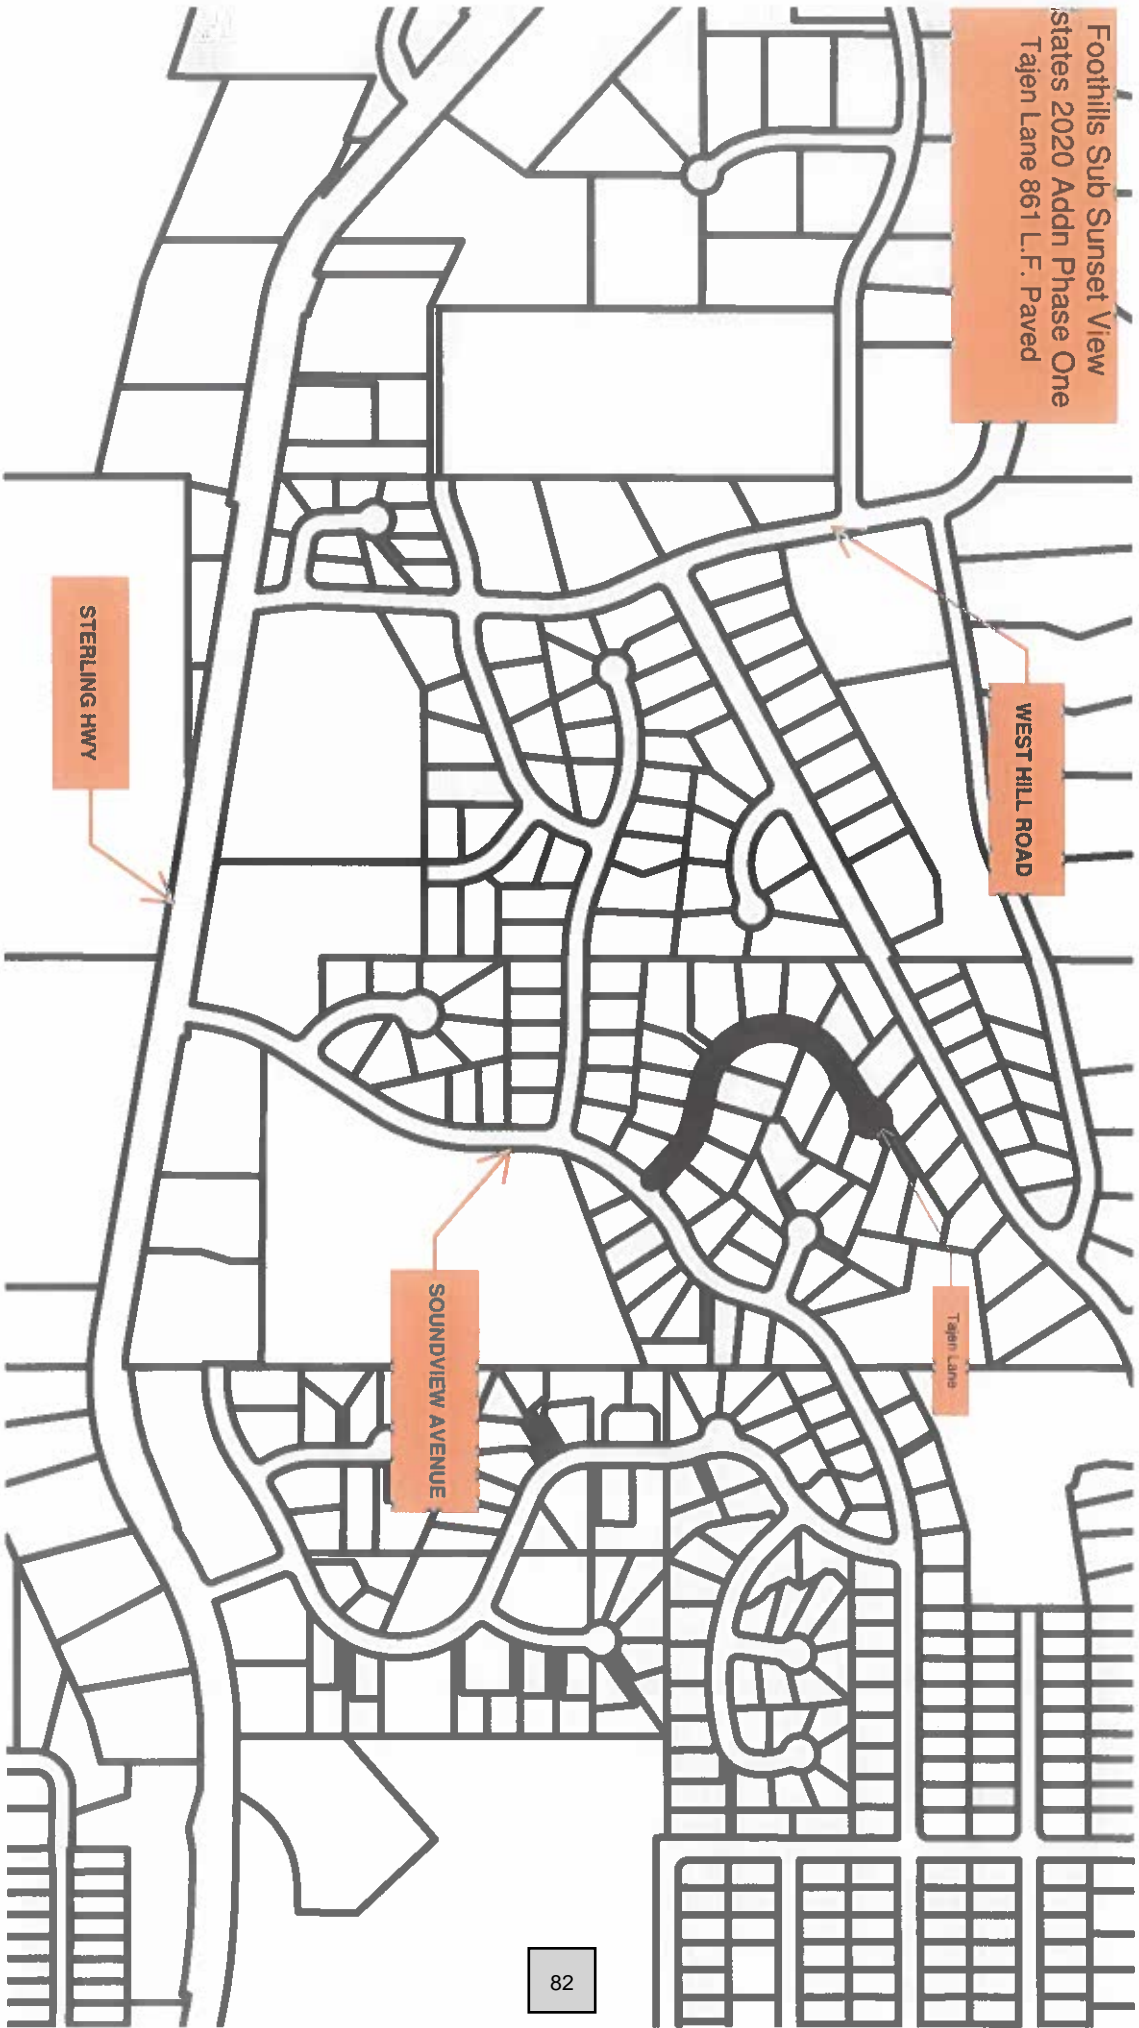 Foothills Sub Sunset View
states 2020 Addn Phase One
Tajen Lane 861 L.F. Paved
WEST HILL ROAD
STERLING HWY
Tajen Lane
SOUNDVIEW AVENUE
82